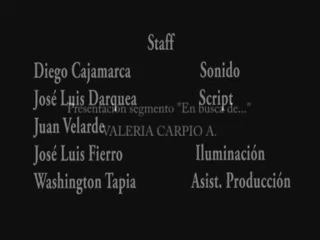 Staff
Diego Cajamarca Sonido
José Luis Darquea Script
Presentación segmento "En busca de..."
Juan Velarde
VALERIA CARPIO A.
José Luis Fierro Iluminación
Washington Tapia Asist. Producción